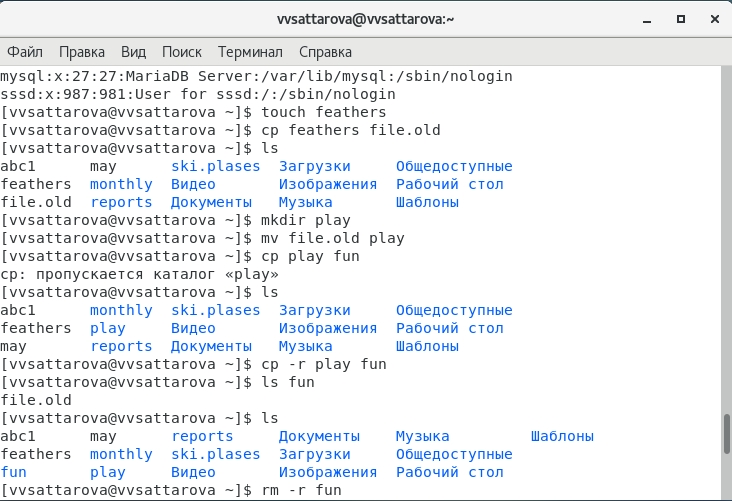 vvsattarova@vvsattarova:~
Файл Правка Вид Поиск Терминал Справка
mysql:x:27:27:MariaDB Server:/var/lib/mysql:/sbin/nologin
sssd:x:987:981:User for sssd:/:/sbin/nologin
[vvsattarova@vvsattarova ~]$ touch feathers
[vvsattarova@vvsattarova ~]$ cp feathers file.old
[vvsattarova@vvsattarova ~]$ ls
abc1 may ski.plases Загрузки Общедоступные
feathers monthly Видео Изображения Рабочий стол
file.old reports Документы Музыка Шаблоны
[vvsattarova@vvsattarova ~]$ mkdir play
[vvsattarova@vvsattarova ~]$ mv file.old play
[vvsattarova@vvsattarova ~]$ cp play fun
cp: пропускается каталог «play»
[vvsattarova@vvsattarova ~]$ ls
abc1 monthly ski.plases Загрузки Общедоступные
feathers play Видео Изображения Рабочий стол
may reports Документы Музыка Шаблоны
[vvsattarova@vvsattarova ~]$ cp -r play fun
[vvsattarova@vvsattarova ~]$ ls fun
file.old
[vvsattarova@vvsattarova ~]$ ls
abc1 may reports Документы Музыка Шаблоны
feathers monthly ski.plases Загрузки Общедоступные
fun play Видео Изображения Рабочий стол
[vvsattarova@vvsattarova ~]$ rm -r fun